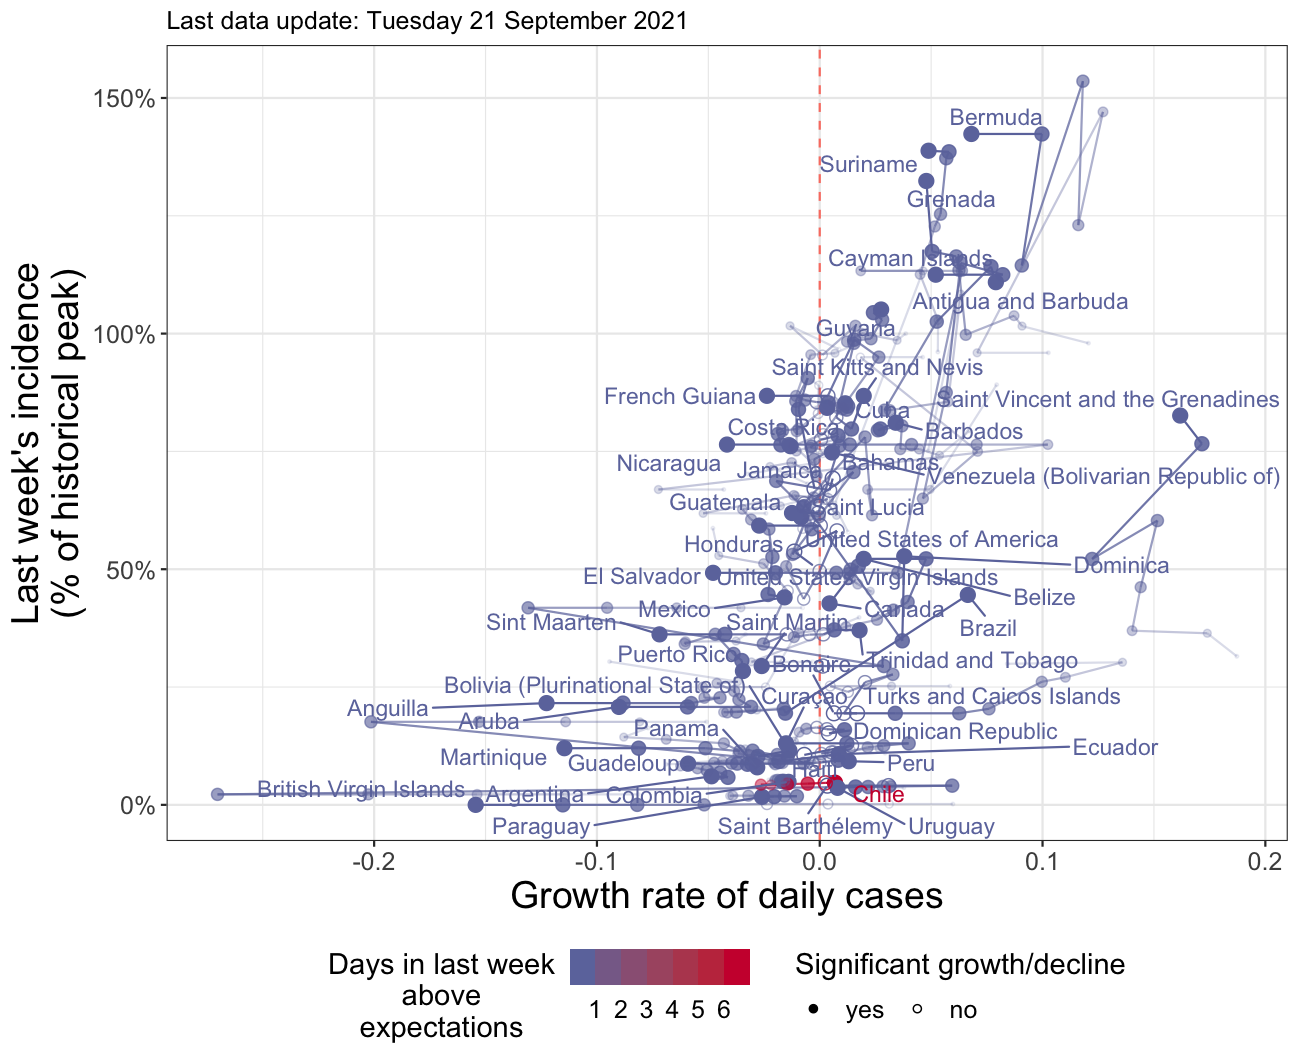 Last data update: Tuesday 21 September 2021
Last week's incidence
(% of historical peak)
150%
100%
50%
0%
Bermuda
Suriname
Grenada
Cayman Islands
Antigua and Barbuda
Guyana
Saint Kitts and Nevis
French Guiana
Saint Vincent and the Grenadines
Cuba
Costa Rica
Barbados
Nicaragua
Bahamas
Jamaica
Venezuela (Bolivarian Republic of)
Guatemala
Saint Lucia
Honduras
United States of America
Dominica
El Salvador
United States Virgin Islands
Belize
Mexico
Canada
Sint Maarten
Saint Martin
Brazil
Puerto Rico
Bonaire
Trinidad and Tobago
Bolivia (Plurinational State of)
Curaçao
Turks and Caicos Islands
Anguilla
Aruba
Panama
Dominican Republic
Ecuador
Martinique
Guadeloupe
Haiti
Peru
British Virgin Islands
Argentina
Colombia
Chile
Paraguay
Saint Barthélemy
Uruguay
-0.2
-0.1
0.0
0.1
0.2
Growth rate of daily cases
Days in last week
above
expectations
1 2 3 4 5 6
Significant growth/decline
yes
no